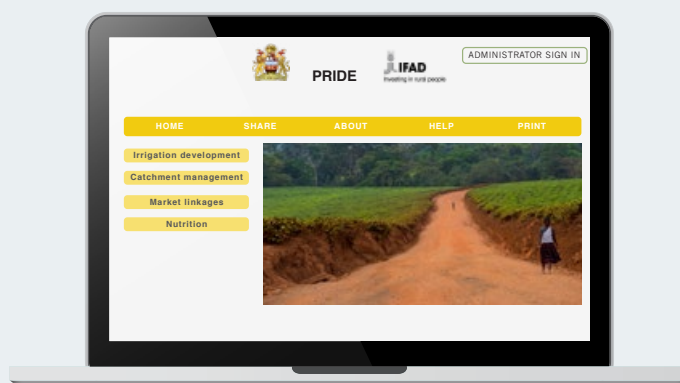 ADMINISTRATOR SIGN IN
PRIDE
IFAD
Investing in rural people
HOME SHARE ABOUT HELP PRINT
Irrigation development
Catchment management
Market linkages
Nutrition